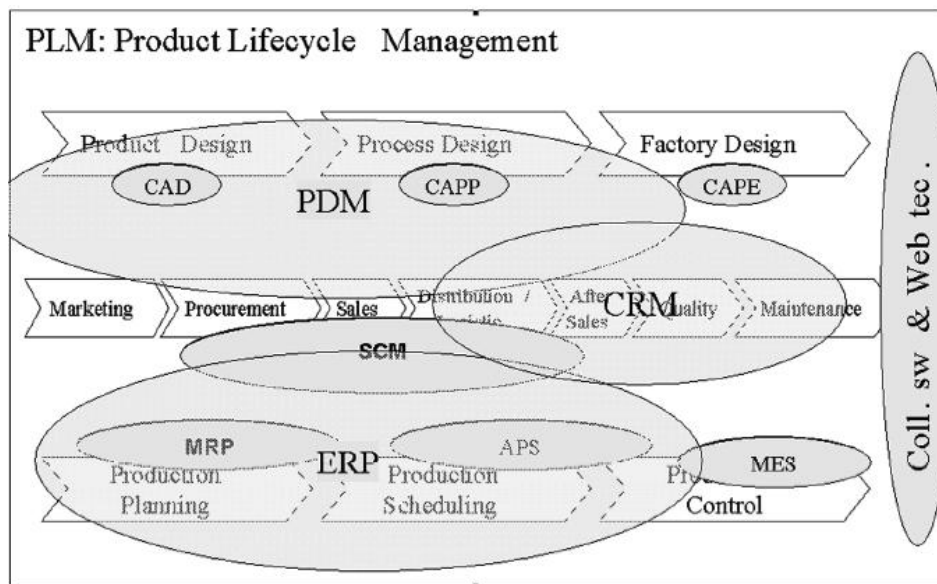 PLM: Product Lifecycle Management
Product Design
Process Design
Factory Design
CAD
CAPP
CAPE
PDM
Marketing
Procurement
Sales
Distribution /
After
Sales
CRM
Quality
Maintenance
SCM
MRP
ERP
APS
MES
Production
Planning
Production
Scheduling
Control
Coll. sw & Web tec.